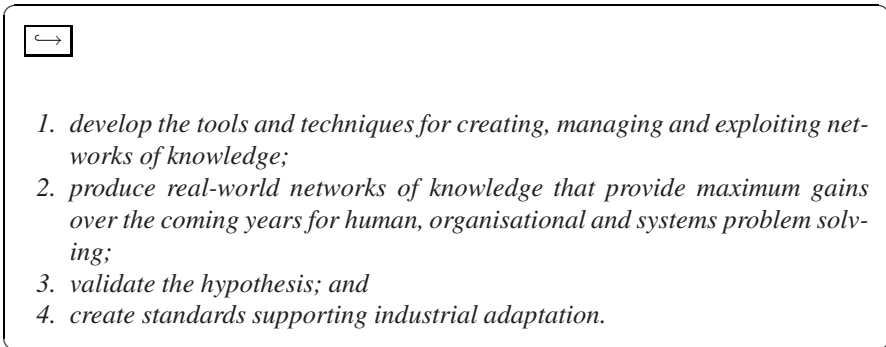 ↪
1. develop the tools and techniques for creating, managing and exploiting net-
works of knowledge;
2. produce real-world networks of knowledge that provide maximum gains
over the coming years for human, organisational and systems problem solv-
ing;
3. validate the hypothesis; and
4. create standards supporting industrial adaptation.